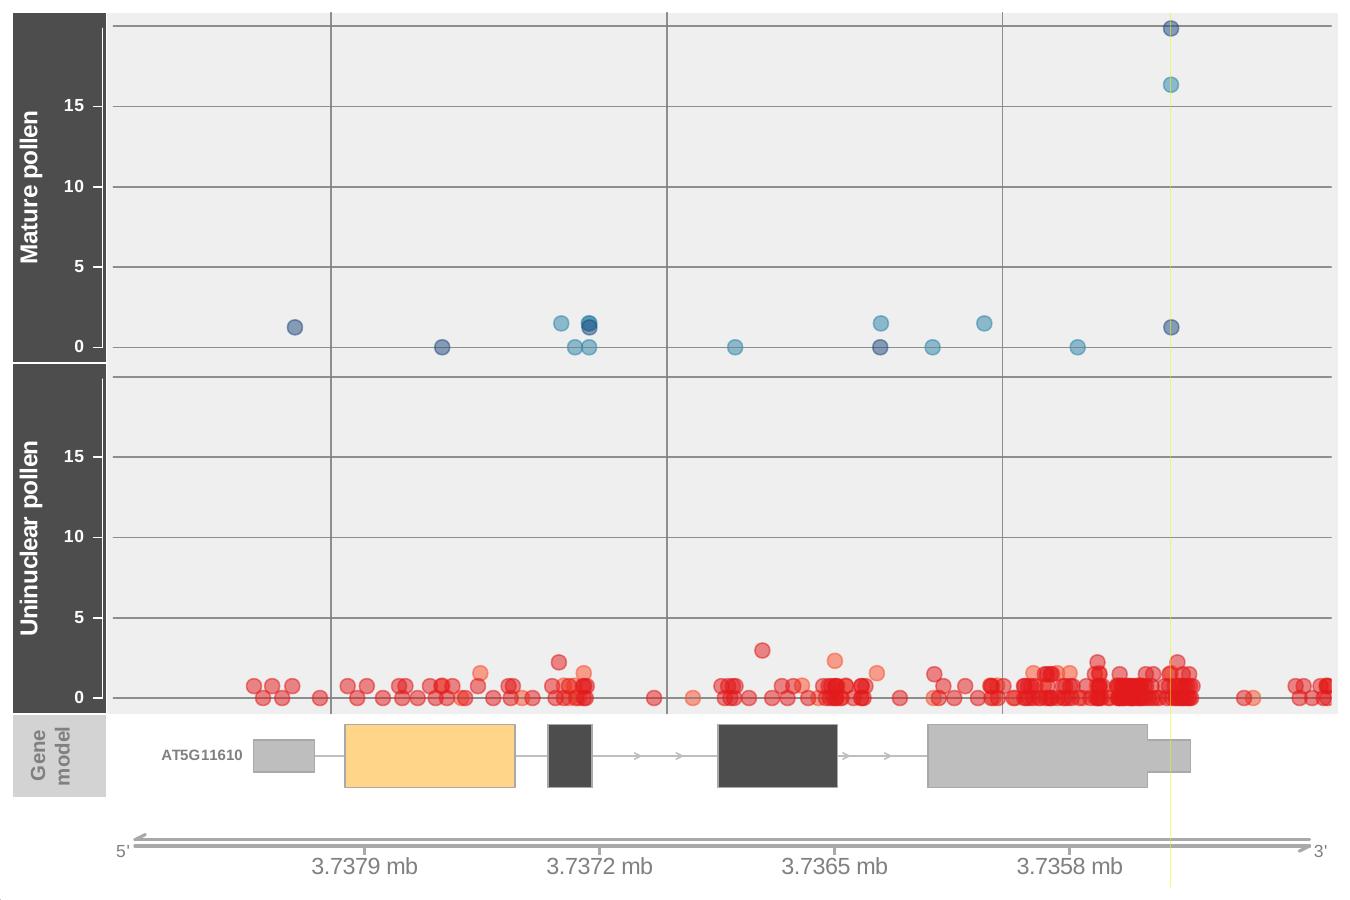 Mature pollen
15
10
5
0
Uninuclear pollen
15
10
5
0
Gene
model
AT5G11610
5'
3'
3.7379 mb
3.7372 mb
3.7365 mb
3.7358 mb